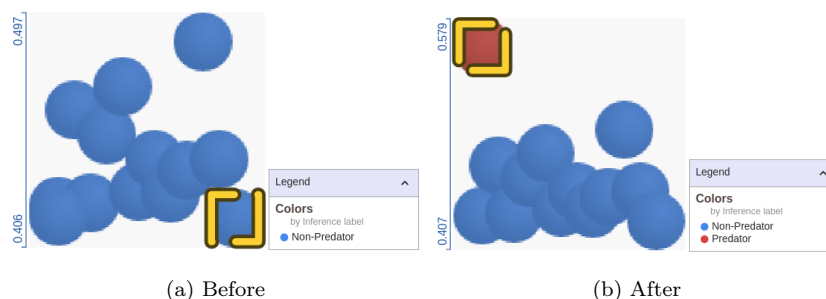 0.497
0.406
Legend
Colors
by Inference label
Non-Predator
(a) Before
0.579
0.407
Legend
Colors
by Inference label
Non-Predator
Predator
(b) After